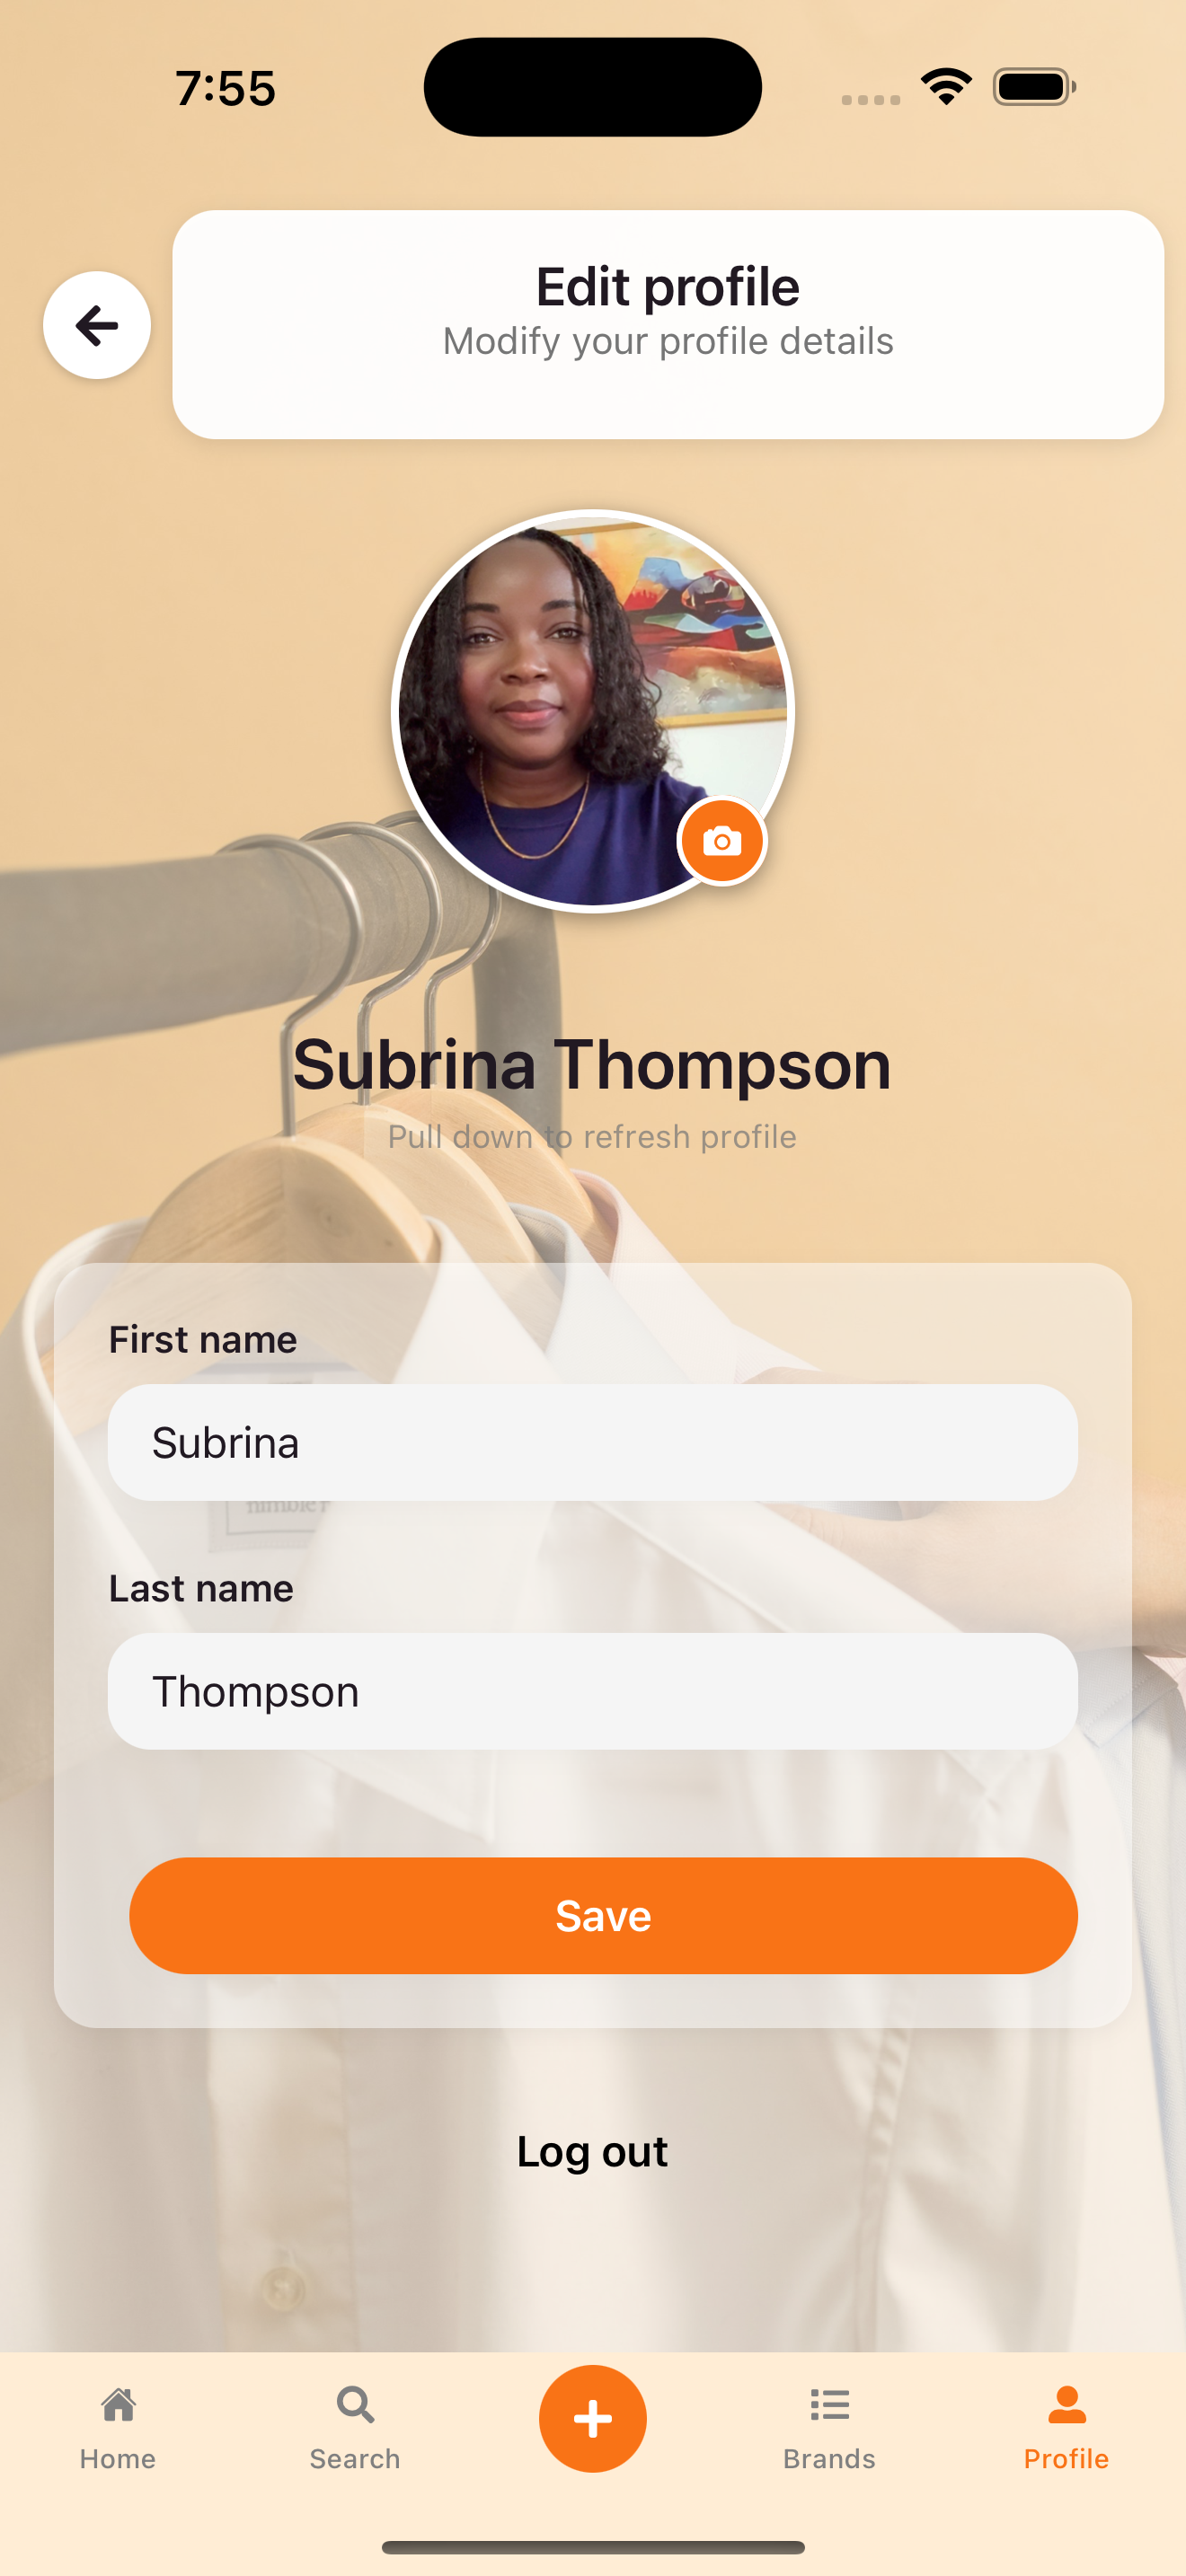 7:55
Edit profile
Modify your profile details
Subrina Thompson
Pull down to refresh profile
First name
Subrina
nimble
Last name
Thompson
Save
Log out
Home
Search
Brands
Profile